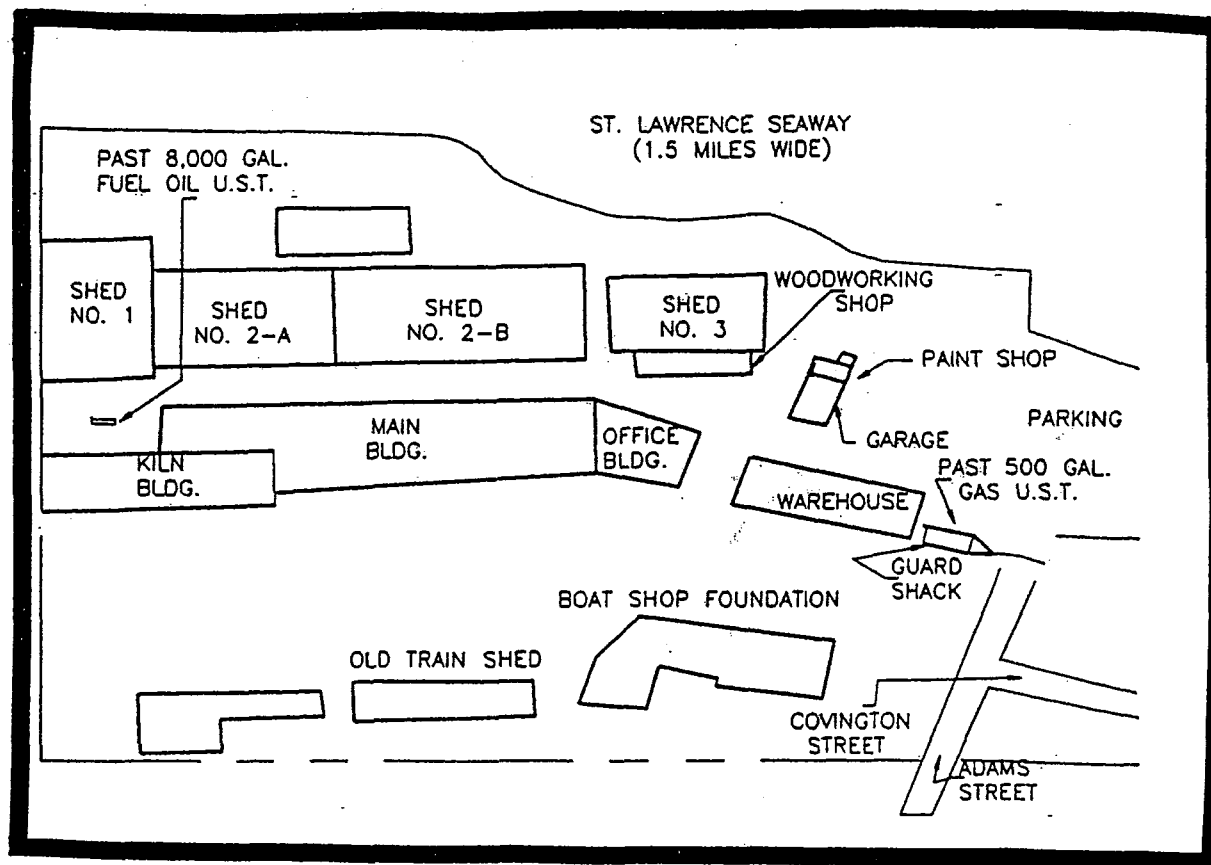 ST. LAWRENCE SEAWAY
(1.5 MILES WIDE)
PAST 8,000 GAL.
FUEL OIL U.S.T.
SHED
NO. 1
SHED
NO. 2-A
SHED
NO. 2-B
SHED
NO. 3
WOODWORKING
SHOP
PAINT SHOP
GARAGE
PARKING
MAIN
BLDG.
OFFICE
BLDG.
KILN
BLDG.
WAREHOUSE
PAST 500 GAL.
GAS U.S.T.
GUARD
SHACK
BOAT SHOP FOUNDATION
OLD TRAIN SHED
COVINGTON
STREET
ADAMS
STREET